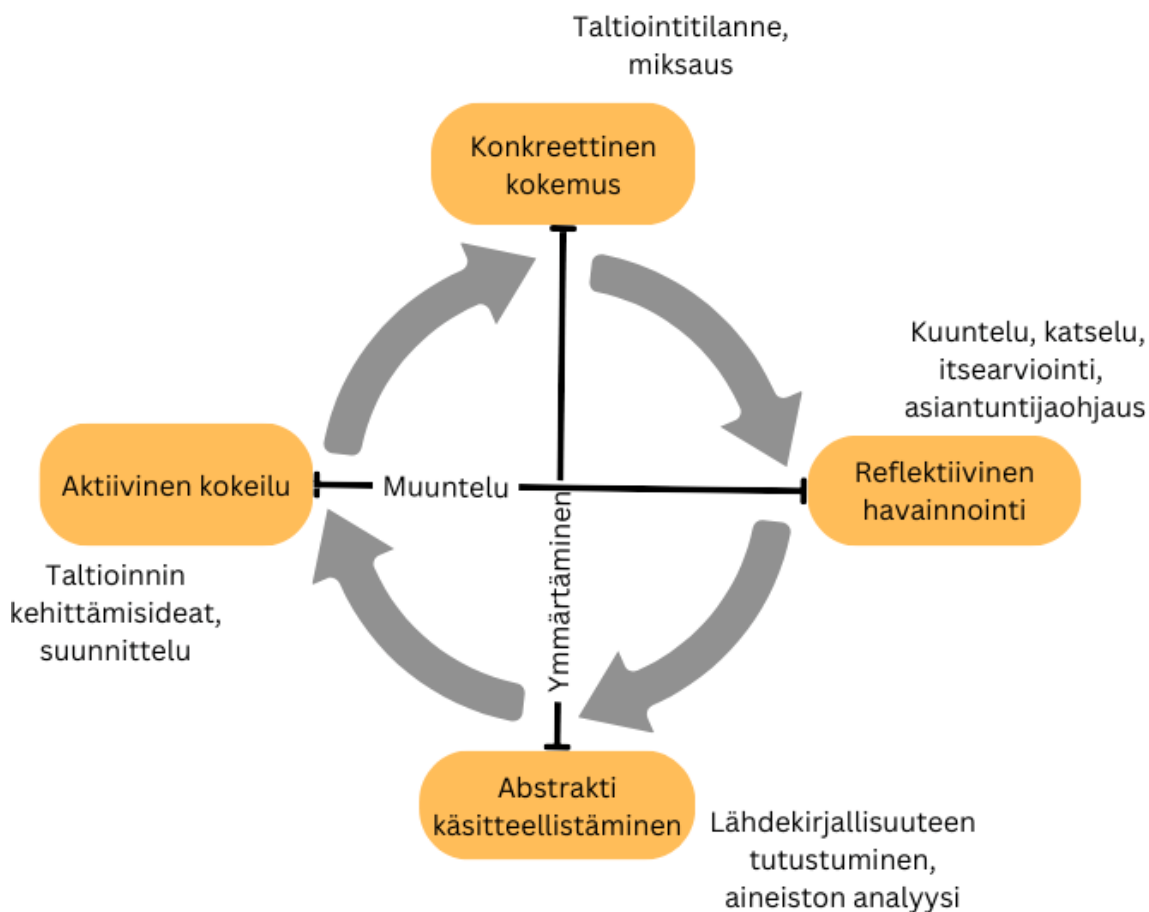 Taltiointitilanne,
miksaus
Konkreettinen
kokemus
Kuuntelu, katselu,
itsearviointi,
asiantuntijaohjaus
Reflektiivinen
havainnointi
Aktiivinen kokeilu
Muuntelu
Ymmärtäminen
Taltioinnin
kehittämisideat,
suunnittelu
Abstrakti
käsitteellistäminen
Lähdekirjallisuuteen
tutustuminen,
aineiston analyysi